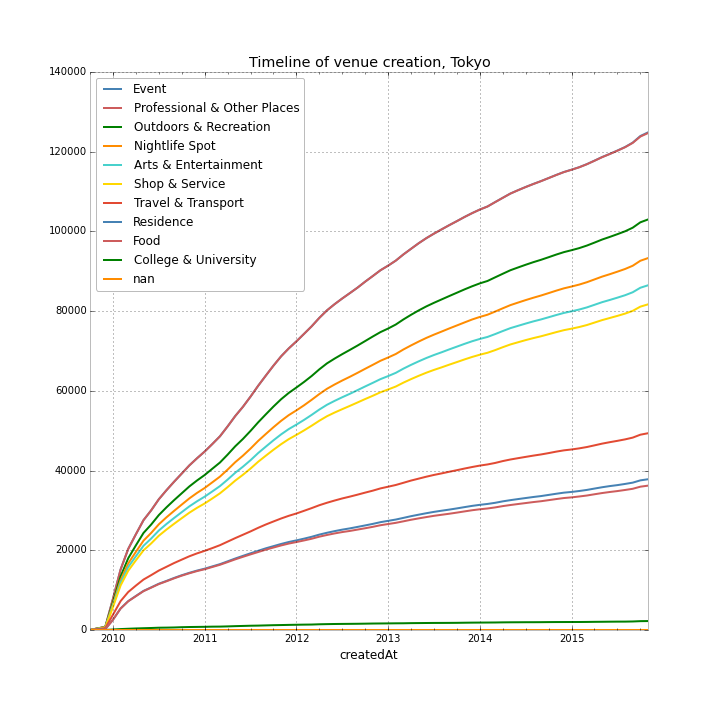 Timeline of venue creation, Tokyo
140000
120000
100000
80000
60000
40000
20000
0
Event
Professional & Other Places
Outdoors & Recreation
Nightlife Spot
Arts & Entertainment
Shop & Service
Travel & Transport
Residence
Food
College & University
nan
2010 2011 2012 2013 2014 2015
createdAt